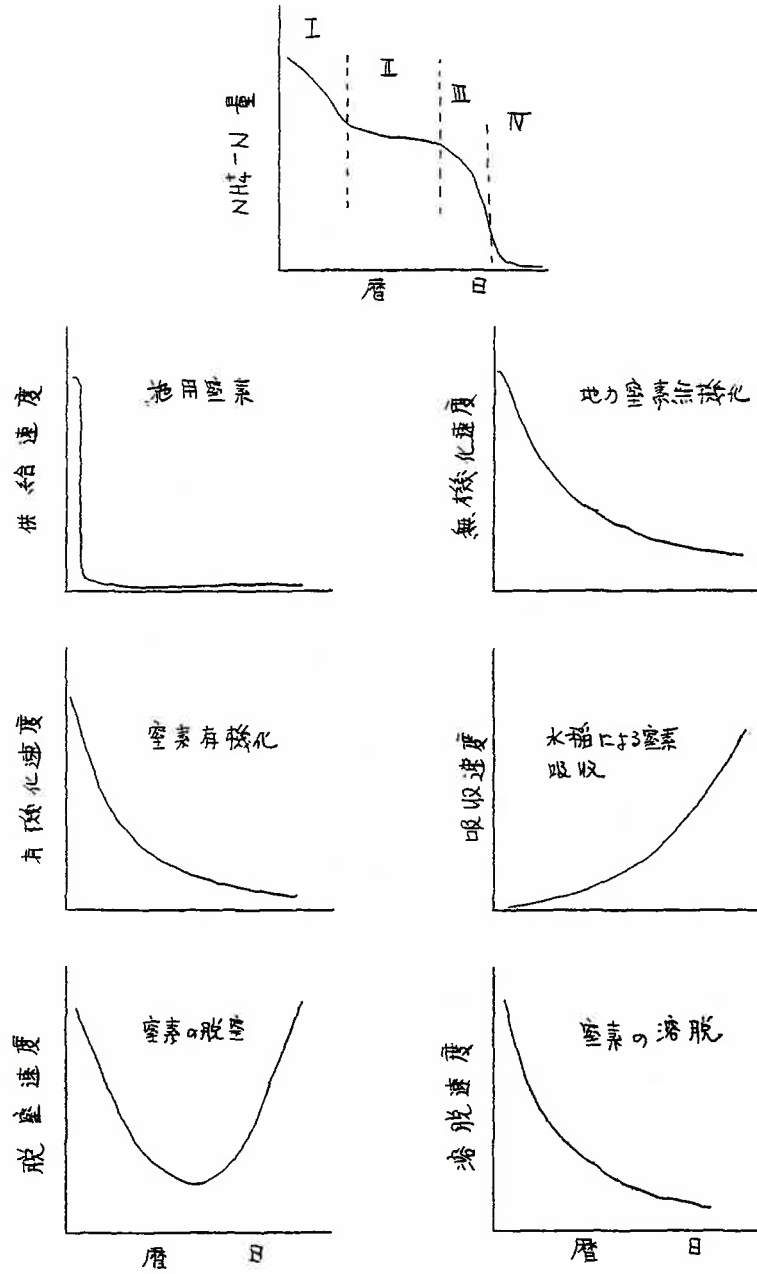 I
II
III
IV
NH₄⁺-N 量
暦 日
施用窒素
供給速度
地力窒素無機化
無機化速度
窒素有機化
有機化速度
水稲による窒素
吸収
吸収速度
窒素の脱窒
脱窒速度
暦 日
窒素の溶脱
溶脱速度
暦 日